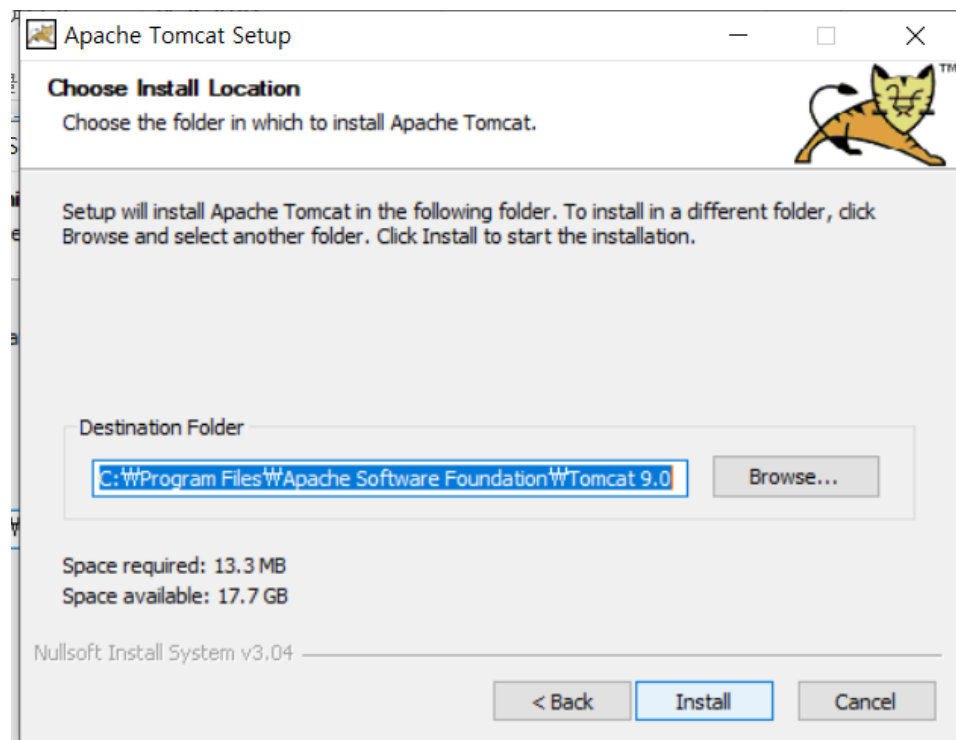 Apache Tomcat Setup
Choose Install Location
Choose the folder in which to install Apache Tomcat.
TM
Setup will install Apache Tomcat in the following folder. To install in a different folder, click
Browse and select another folder. Click Install to start the installation.
Destination Folder
C:₩Program Files₩Apache Software Foundation₩Tomcat 9.0
Browse...
Space required: 13.3 MB
Space available: 17.7 GB
Nullsoft Install System v3.04
< Back
Install
Cancel